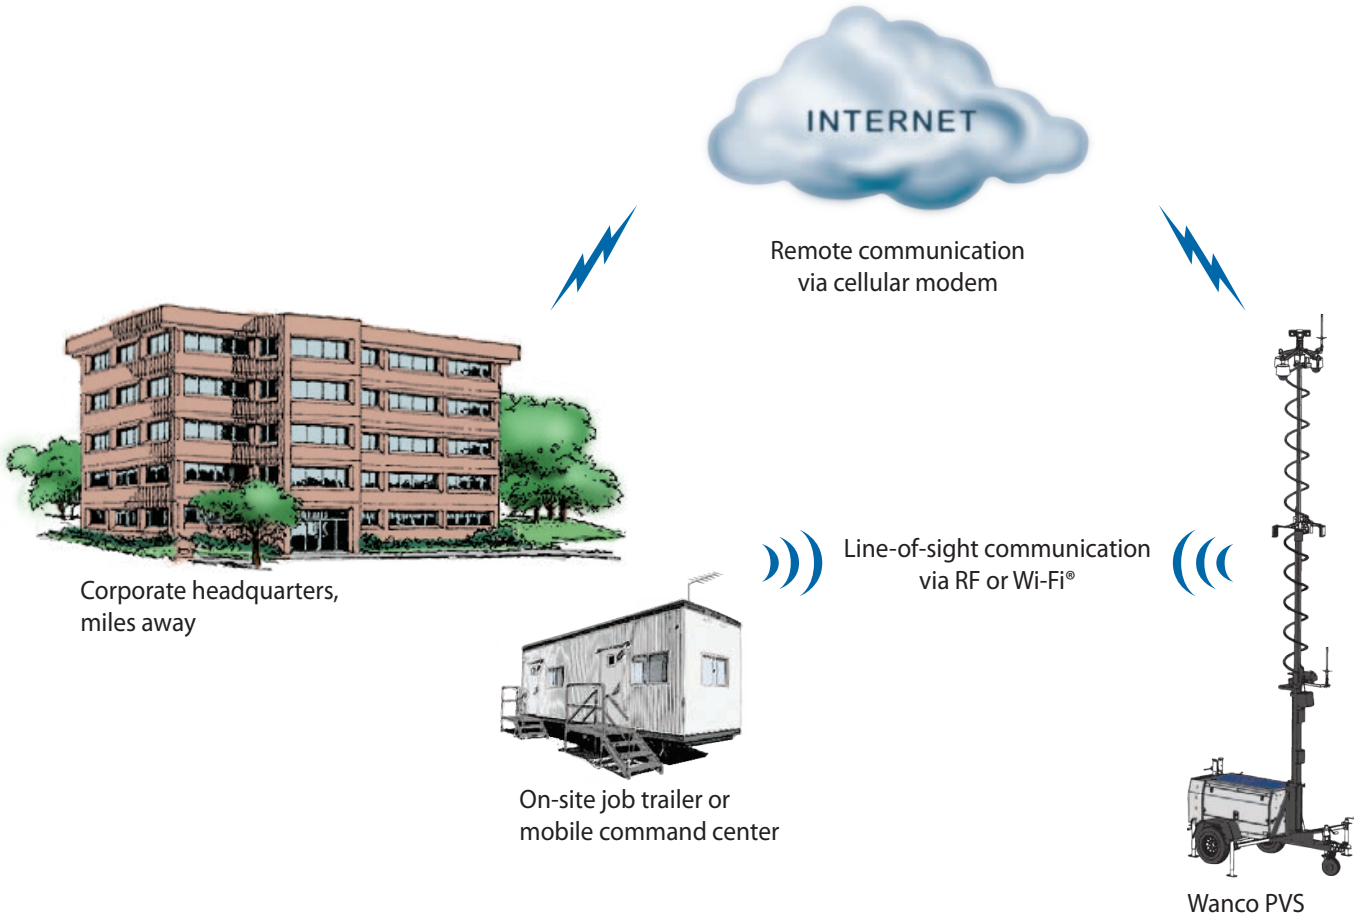 INTERNET
Remote communication
via cellular modem
Corporate headquarters,
miles away
Line-of-sight communication
via RF or Wi-Fi®
On-site job trailer or
mobile command center
Wanco PVS